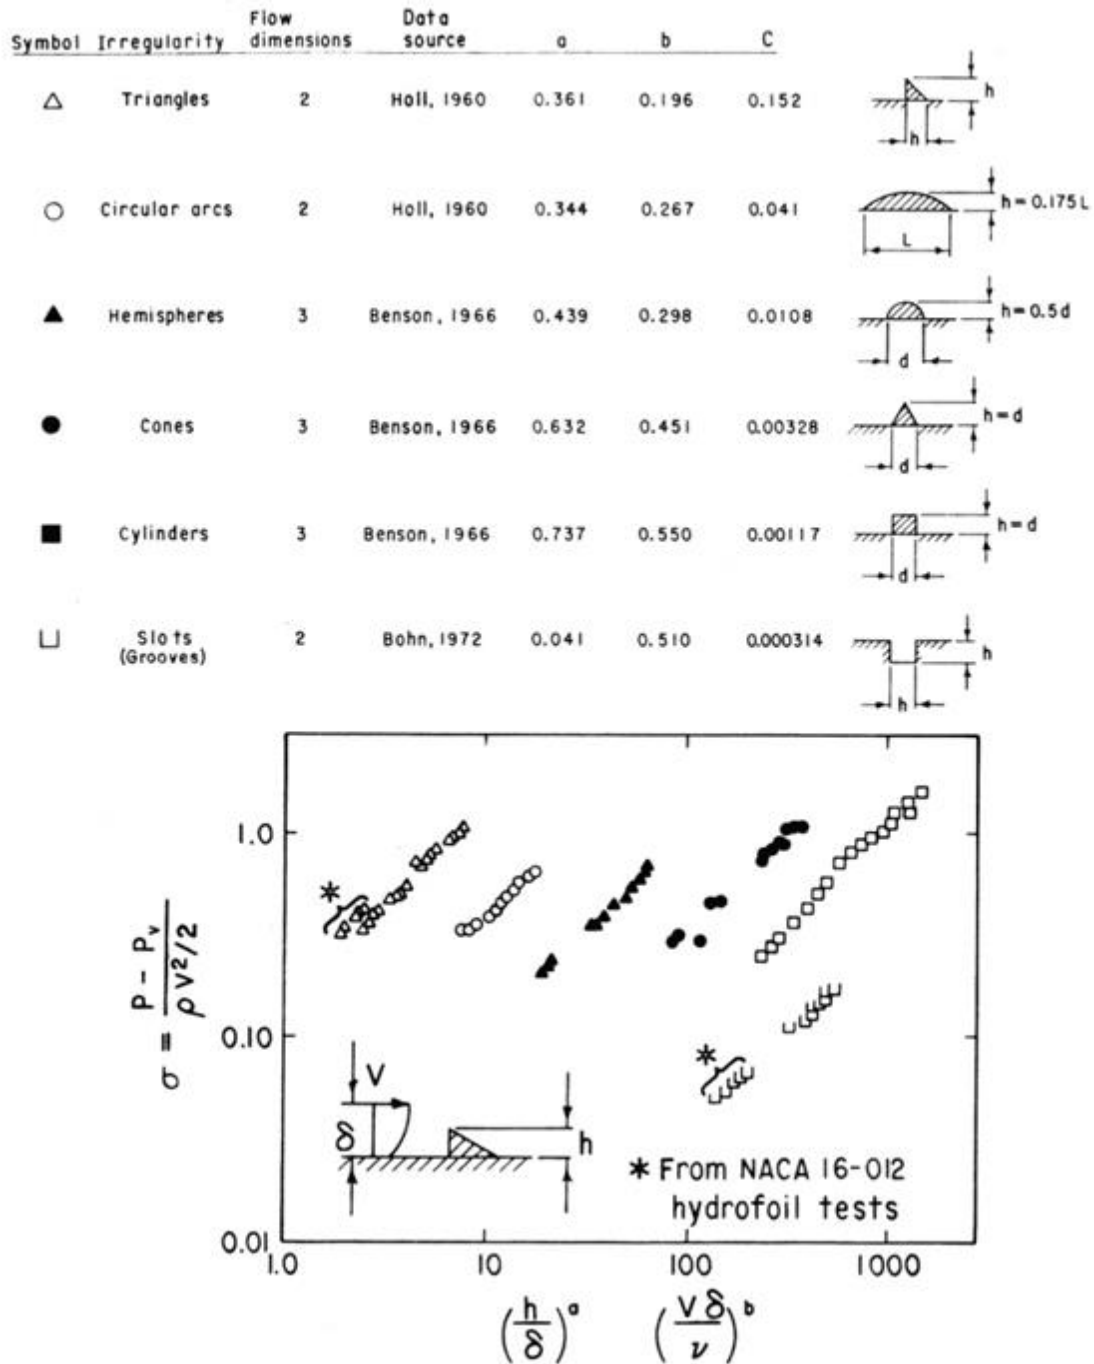 Flow Data
Symbol Irregularity dimensions source a b C
Triangles 2 Holl, 1960 0.361 0.196 0.152
h
h
Circular arcs 2 Holl, 1960 0.344 0.267 0.041
h=0.175L
L
Hemispheres 3 Benson, 1966 0.439 0.298 0.0108
h=0.5d
d
Cones 3 Benson, 1966 0.632 0.451 0.00328
h=d
d
Cylinders 3 Benson, 1966 0.737 0.550 0.00117
h=d
d
Slots 2 Bohn, 1972 0.041 0.510 0.000314
(Grooves)
h
h
1.0
*
σ ≡ (P - Pv) / (ρV²/2)
0.10
*
V
δ
h
* From NACA 16-012
hydrofoil tests
0.01
1.0 10 100 1000
(h/δ)^a (Vδ/ν)^b